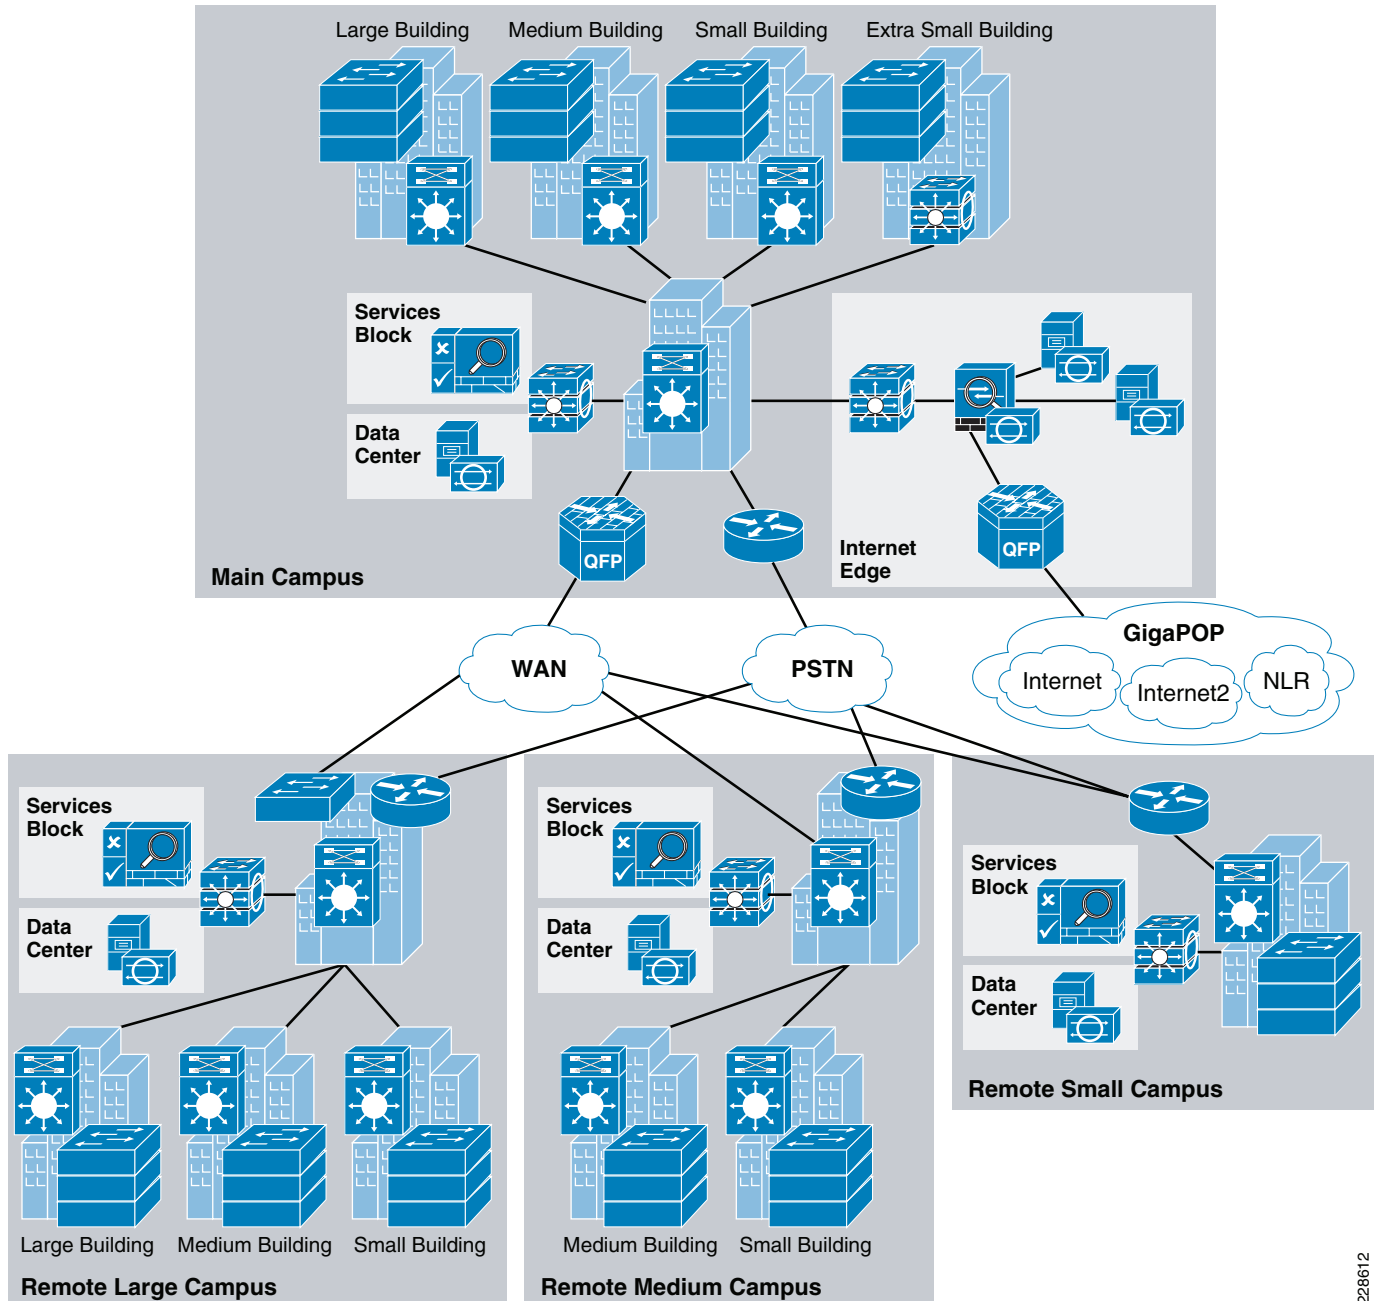 Large Building
Medium Building
Small Building
Extra Small Building
Services
Block
Data
Center
QFP
Internet
Edge
QFP
Main Campus
WAN
PSTN
GigaPOP
Internet
Internet2
NLR
Services
Block
Data
Center
Large Building
Medium Building
Small Building
Remote Large Campus
Services
Block
Data
Center
Medium Building
Small Building
Remote Medium Campus
Services
Block
Data
Center
Remote Small Campus
228612